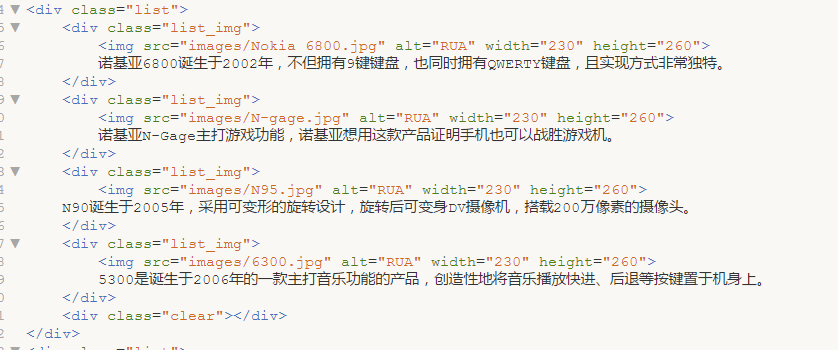 <div class="list">
<div class="list_img">
<img src="images/Nokia 6800.jpg" alt="RUA" width="230" height="260">
诺基亚6800诞生于2002年，不但拥有9键键盘，也同时拥有QWERTY键盘，且实现方式非常独特。
</div>
<div class="list_img">
<img src="images/N-gage.jpg" alt="RUA" width="230" height="260">
诺基亚N-Gage主打游戏功能，诺基亚想用这款产品证明手机也可以战胜游戏机。
</div>
<div class="list_img">
<img src="images/N95.jpg" alt="RUA" width="230" height="260">
N90诞生于2005年，采用可变形的旋转设计，旋转后可变身DV摄像机，搭载200万像素的摄像头。
</div>
<div class="list_img">
<img src="images/6300.jpg" alt="RUA" width="230" height="260">
5300是诞生于2006年的一款主打音乐功能的产品，创造性地将音乐播放快进、后退等按键置于机身上。
</div>
<div class="clear"></div>
</div>